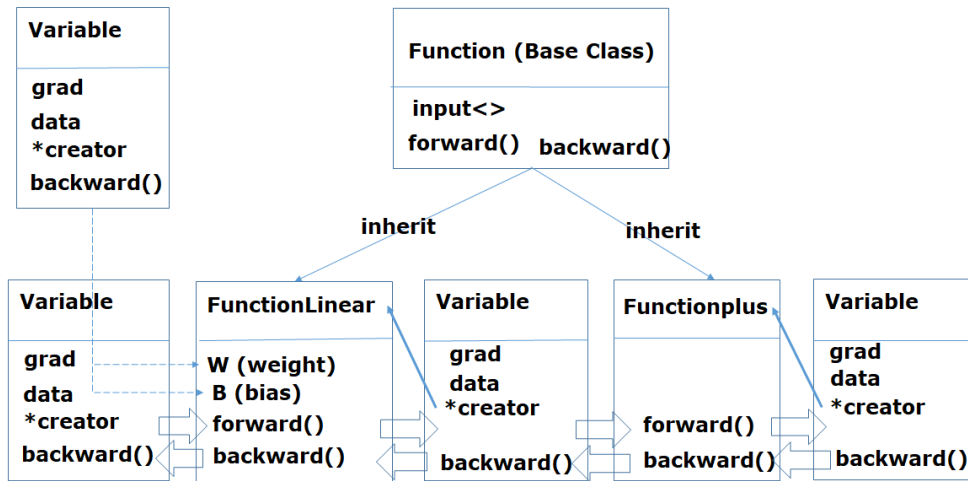 Variable
grad
data
*creator
backward()
Function (Base Class)
input<>
forward() backward()
inherit
inherit
Variable
grad
data
*creator
backward()
FunctionLinear
W (weight)
B (bias)
forward()
backward()
Variable
grad
data
*creator
backward()
Functionplus
forward()
backward()
Variable
grad
data
*creator
backward()